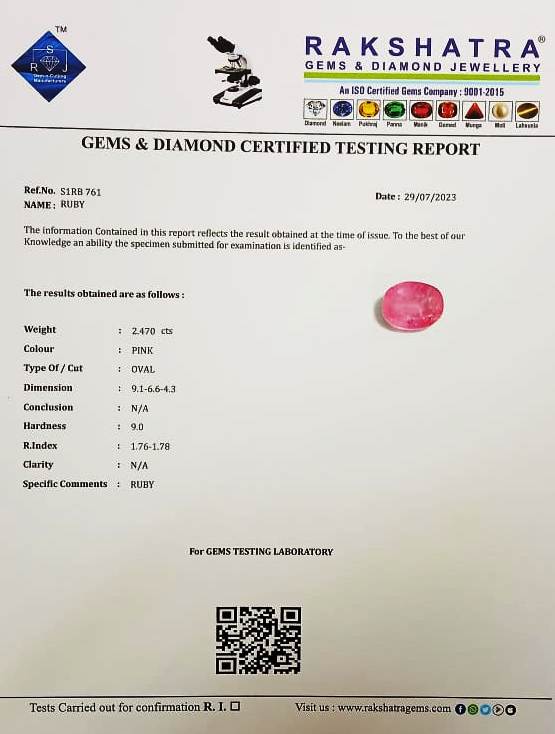 TM
S
R J
Gems Cutting
Manufacturers
RAKSHATRA®
GEMS & DIAMOND JEWELLERY
An ISO Certified Gems Company : 9001-2015
Diamond Neelam Pukhraj Panna Manik Gomed Munga Moti Lahsunia
GEMS & DIAMOND CERTIFIED TESTING REPORT
Ref.No. S1RB 761
Date : 29/07/2023
NAME : RUBY
The information Contained in this report reflects the result obtained at the time of issue. To the best of our
Knowledge an ability the specimen submitted for examination is identified as-
The results obtained are as follows :
Weight : 2.470 cts
Colour : PINK
Type Of / Cut : OVAL
Dimension : 9.1-6.6-4.3
Conclusion : N/A
Hardness : 9.0
R.Index : 1.76-1.78
Clarity : N/A
Specific Comments : RUBY
For GEMS TESTING LABORATORY
Tests Carried out for confirmation R. I. ☐
Visit us : www.rakshatragems.com